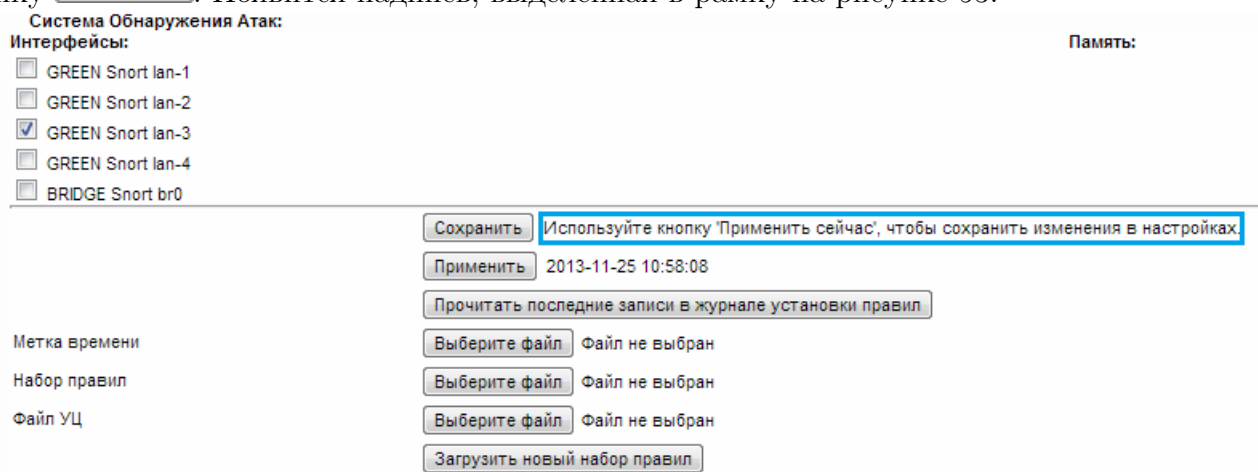 Система Обнаружения Атак:
Интерфейсы: Память:
GREEN Snort lan-1
GREEN Snort lan-2
GREEN Snort lan-3
GREEN Snort lan-4
BRIDGE Snort br0
Сохранить Используйте кнопку 'Применить сейчас', чтобы сохранить изменения в настройках.
Применить 2013-11-25 10:58:08
Прочитать последние записи в журнале установки правил
Метка времени Выберите файл Файл не выбран
Набор правил Выберите файл Файл не выбран
Файл УЦ Выберите файл Файл не выбран
Загрузить новый набор правил